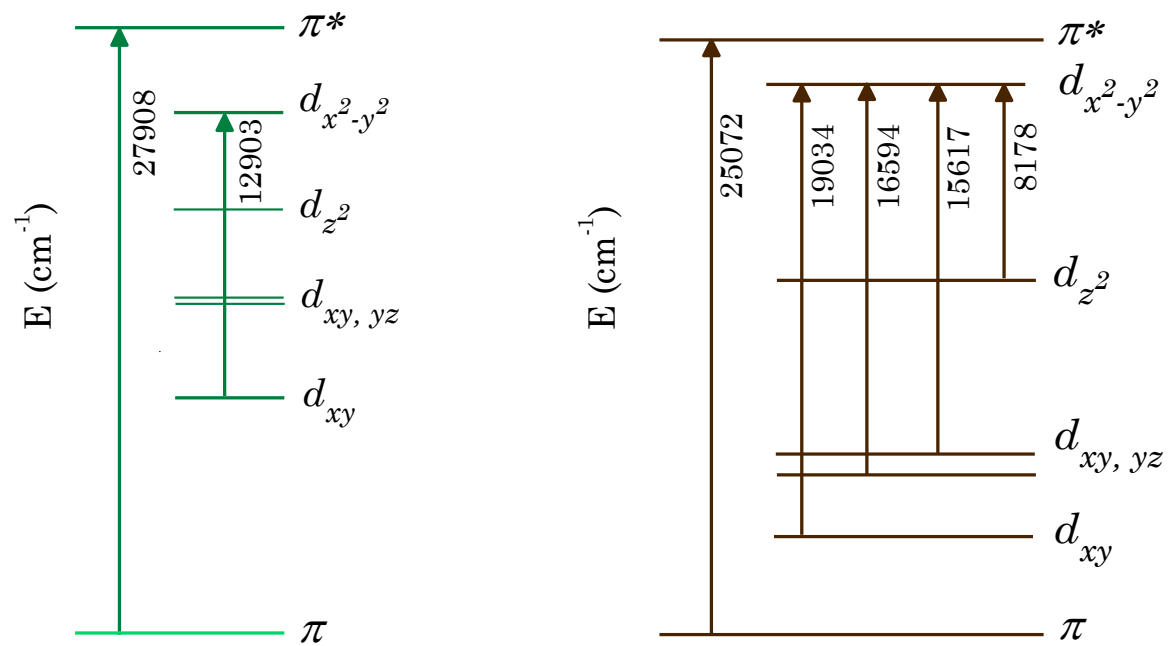 π*
d_{x²-y²}
27908
12903
d_{z²}
E (cm⁻¹)
d_{xy, yz}
d_{xy}
π
π*
d_{x²-y²}
25072
19034
16594
15617
8178
E (cm⁻¹)
d_{z²}
d_{xy, yz}
d_{xy}
π